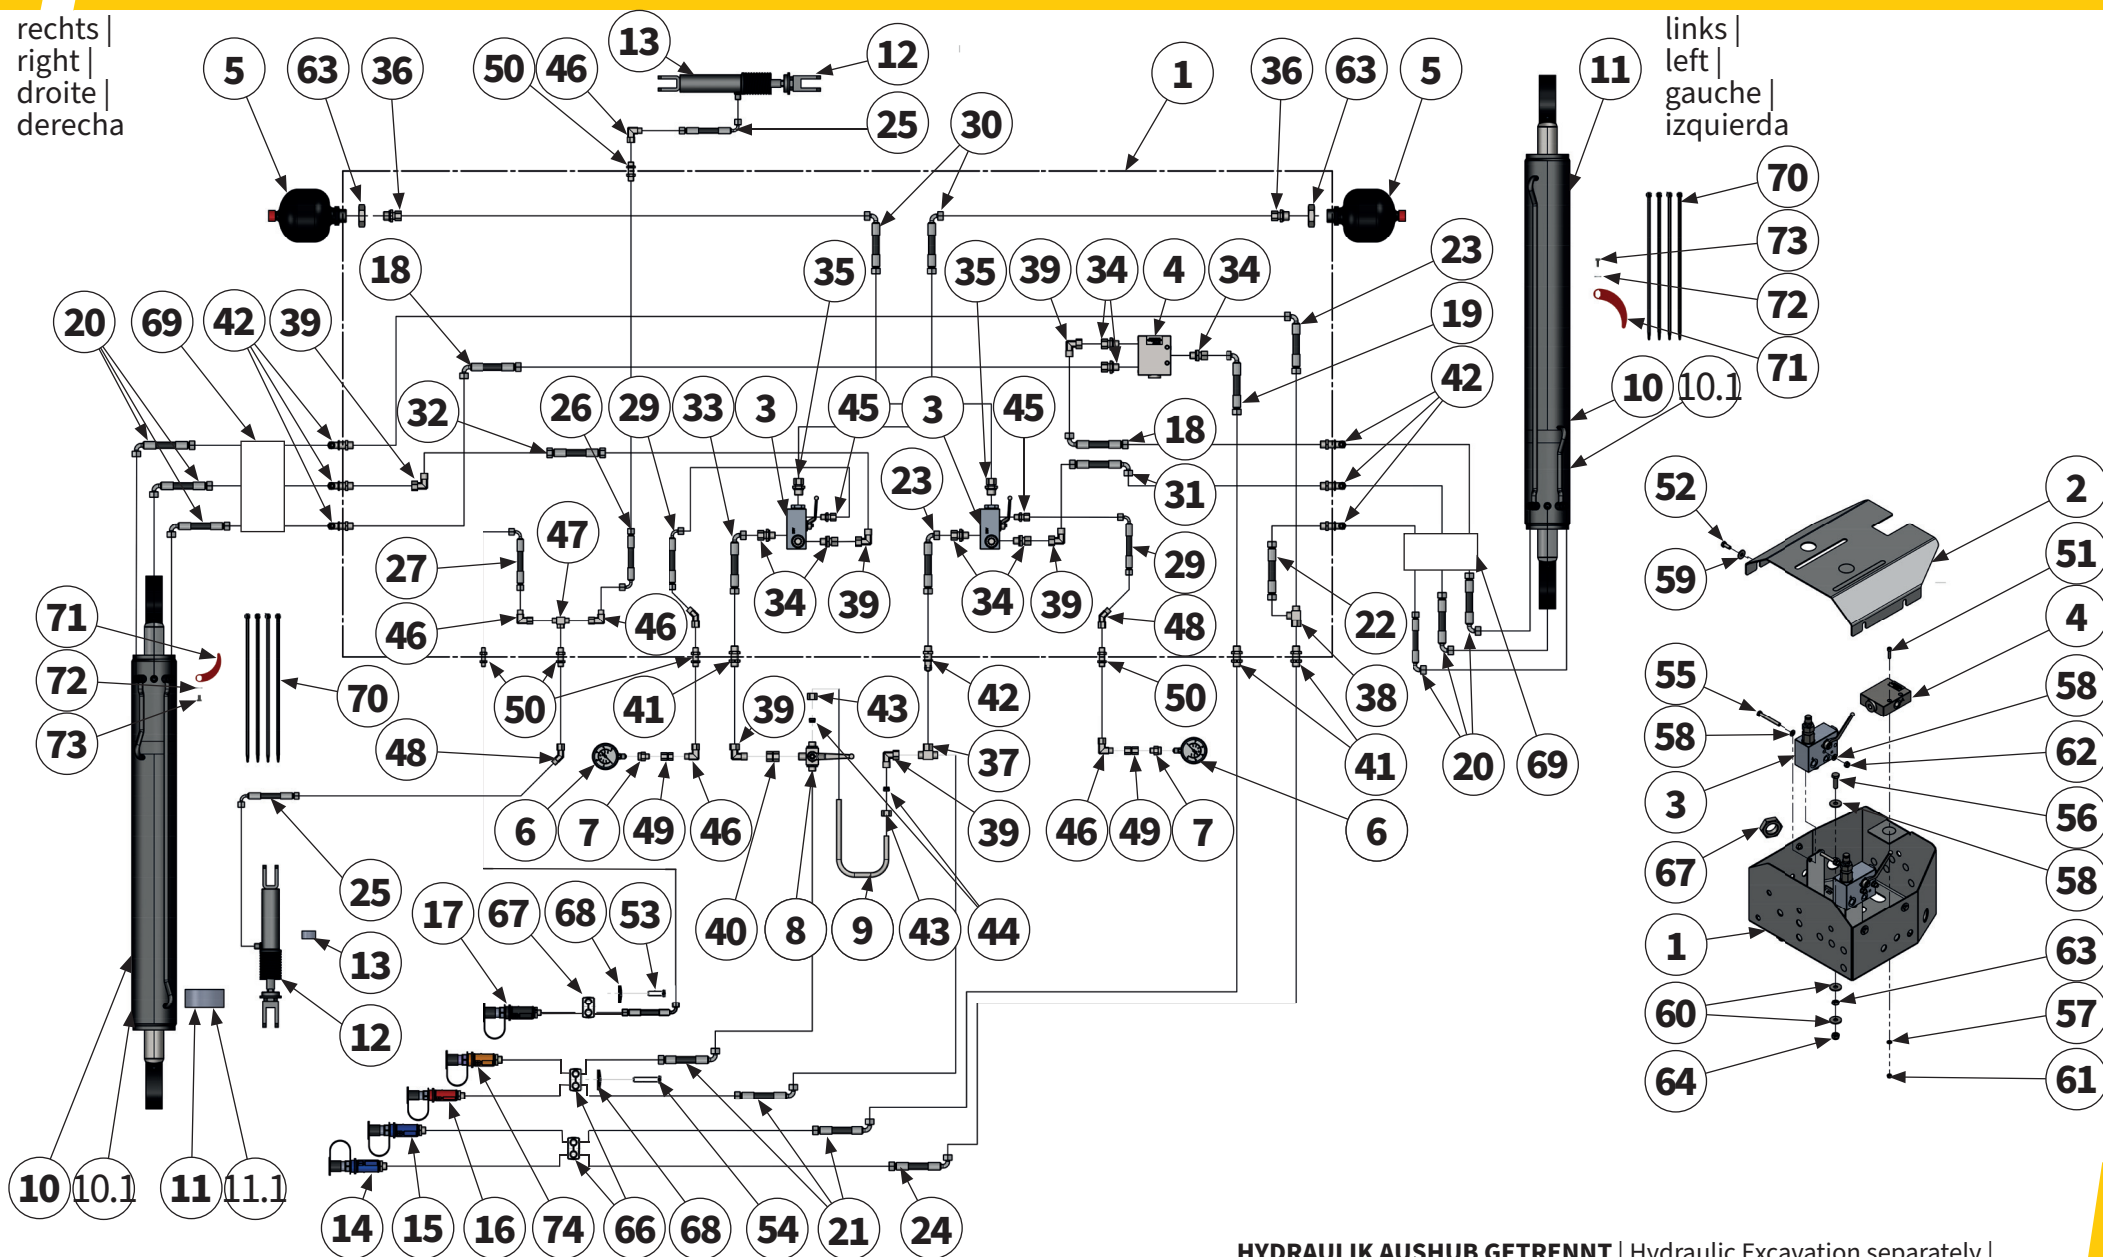 rechts |
right |
droite |
derecha
links |
left |
gauche |
izquierda
5 63 36 50 46 13 12 1 36 63 5 11
25 30
70
73
72
71
18 35 35 39 34 4 34 23
19
20 69 42 39
32 26 29 33 3 45 3 45 18 42 10 10.1
23 31
52 2
51
59
27 47 34 39 34 39 29
46 46 48 22
4
71
72 70 50 41 39 43 42 50 38
55 58
73 48 37 41 20 69
58 62
3
6 7 49 46 39 46 49 7 6
56
67
58
25 17 67 68 53 40 8 9 43 44
1
13
63
12
60 57
64 61
10 10.1 11 11.1
14 15 16 74 66 68 54 21 24
HYDRAULIK AUSHUB GETRENNT | Hydraulic Excavation separately |